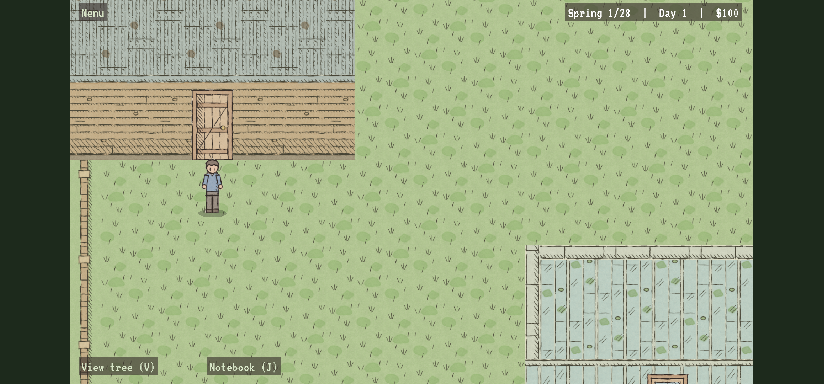 Menu
Spring 1/28 | Day 1 | $100
View tree (V)
Notebook (J)